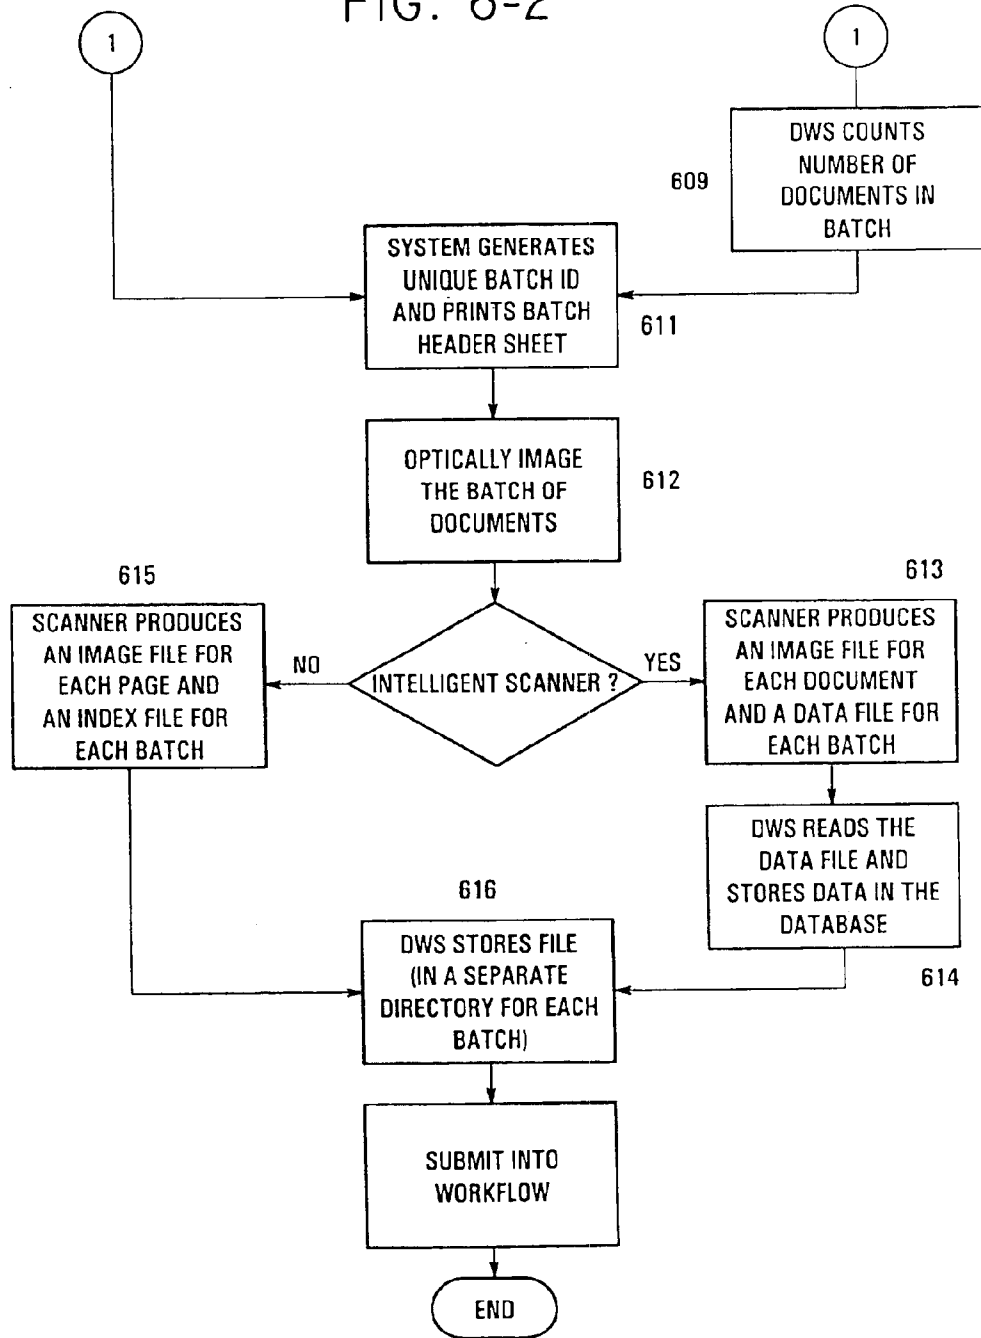 FIG. 6-2
1
1
609
DWS COUNTS
NUMBER OF
DOCUMENTS IN
BATCH
SYSTEM GENERATES
UNIQUE BATCH ID
AND PRINTS BATCH
HEADER SHEET
611
OPTICALLY IMAGE
THE BATCH OF
DOCUMENTS
612
615
SCANNER PRODUCES
AN IMAGE FILE FOR
EACH PAGE AND
AN INDEX FILE FOR
EACH BATCH
NO
INTELLIGENT SCANNER ?
YES
613
SCANNER PRODUCES
AN IMAGE FILE FOR
EACH DOCUMENT
AND A DATA FILE FOR
EACH BATCH
DWS READS THE
DATA FILE AND
STORES DATA IN THE
DATABASE
614
616
DWS STORES FILE
(IN A SEPARATE
DIRECTORY FOR EACH
BATCH)
SUBMIT INTO
WORKFLOW
END